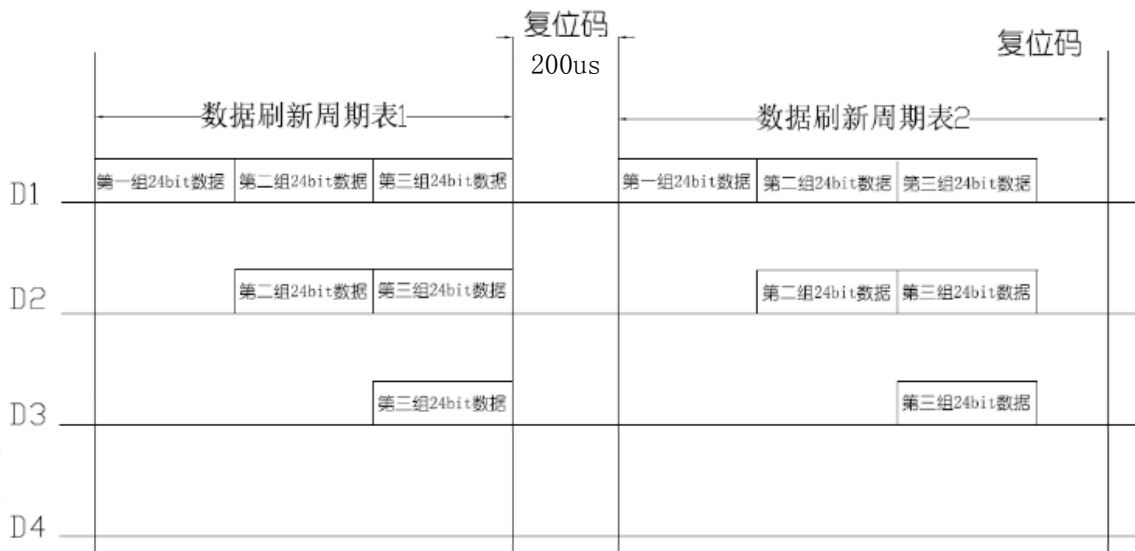 复位码
200us
复位码
数据刷新周期表1
数据刷新周期表2
D1
第一组24bit数据 第二组24bit数据 第三组24bit数据
第一组24bit数据 第二组24bit数据 第三组24bit数据
D2
第二组24bit数据 第三组24bit数据
第二组24bit数据 第三组24bit数据
D3
第三组24bit数据
第三组24bit数据
D4